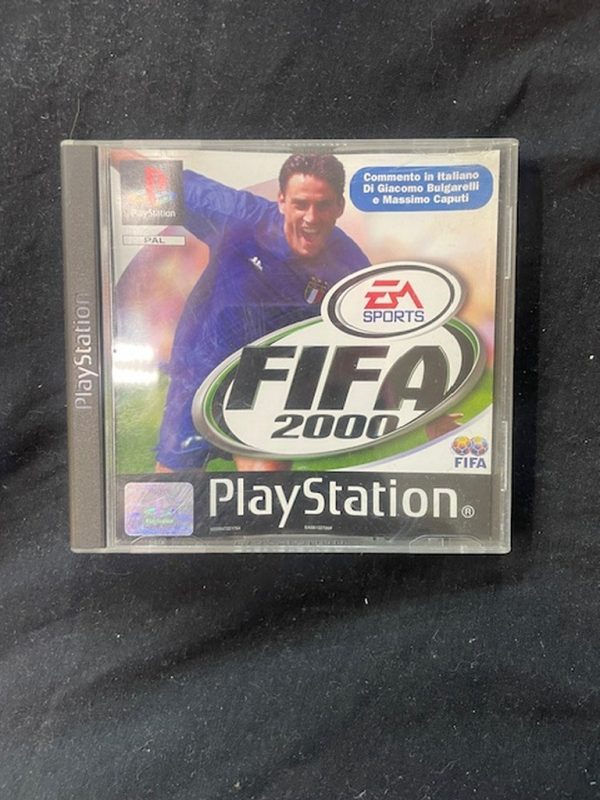 PlayStation
PlayStation
PAL
Commento in Italiano
Di Giacomo Bulgarelli
e Massimo Caputi
EA
SPORTS
FIFA
2000
FIFA
PlayStation®